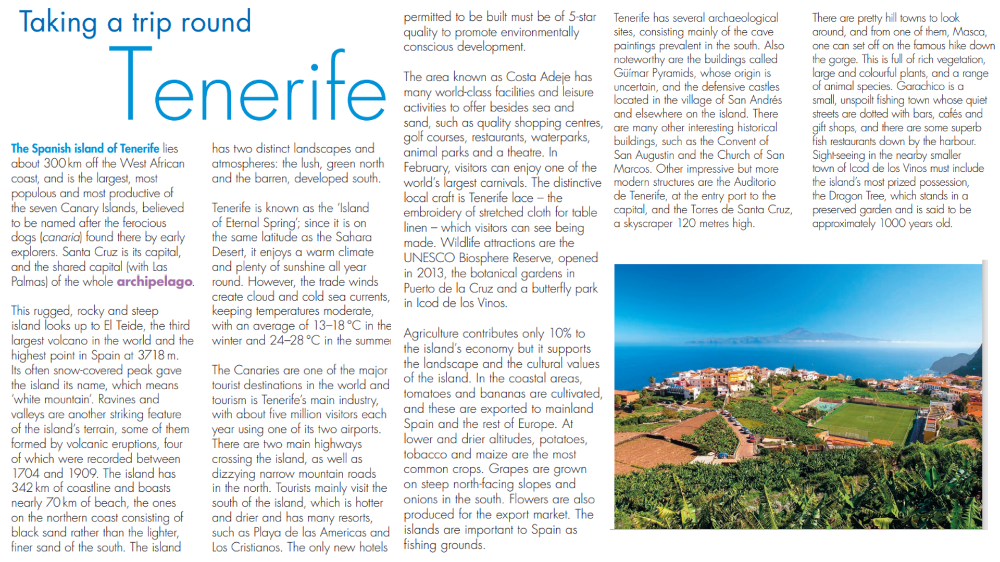 Taking a trip round
Tenerife
The Spanish island of Tenerife lies
about 300 km off the West African
coast, and is the largest, most
populous and most productive of
the seven Canary Islands, believed
to be named after the ferocious
dogs (canaria) found there by early
explorers. Santa Cruz is its capital,
and the shared capital (with Las
Palmas) of the whole archipelago.
This rugged, rocky and steep
island looks up to El Teide, the third
largest volcano in the world and the
highest point in Spain at 3718 m.
Its often snow-covered peak gave
the island its name, which means
'white mountain'. Ravines and
valleys are another striking feature
of the island's terrain, some of them
formed by volcanic eruptions, four
of which were recorded between
1704 and 1909. The island has
342 km of coastline and boasts
nearly 70 km of beach, the ones
on the northern coast consisting of
black sand rather than the lighter,
finer sand of the south. The island
has two distinct landscapes and
atmospheres: the lush, green north
and the barren, developed south.
Tenerife is known as the 'Island
of Eternal Spring'; since it is on
the same latitude as the Sahara
Desert, it enjoys a warm climate
and plenty of sunshine all year
round. However, the trade winds
create cloud and cold sea currents,
keeping temperatures moderate,
with an average of 13–18 °C in the
winter and 24–28 °C in the summer
The Canaries are one of the major
tourist destinations in the world and
tourism is Tenerife's main industry,
with about five million visitors each
year using one of its two airports.
There are two main highways
crossing the island, as well as
dizzying narrow mountain roads
in the north. Tourists mainly visit the
south of the island, which is hotter
and drier and has many resorts,
such as Playa de las Americas and
Los Cristianos. The only new hotels
permitted to be built must be of 5-star
quality to promote environmentally
conscious development.
The area known as Costa Adeje has
many world-class facilities and leisure
activities to offer besides sea and
sand, such as quality shopping centres,
golf courses, restaurants, waterparks,
animal parks and a theatre. In
February, visitors can enjoy one of the
world's largest carnivals. The distinctive
local craft is Tenerife lace – the
embroidery of stretched cloth for table
linen – which visitors can see being
made. Wildlife attractions are the
UNESCO Biosphere Reserve, opened
in 2013, the botanical gardens in
Puerto de la Cruz and a butterfly park
in Icod de los Vinos.
Agriculture contributes only 10% to
the island's economy but it supports
the landscape and the cultural values
of the island. In the coastal areas,
tomatoes and bananas are cultivated,
and these are exported to mainland
Spain and the rest of Europe. At
lower and drier altitudes, potatoes,
tobacco and maize are the most
common crops. Grapes are grown
on steep north-facing slopes and
onions in the south. Flowers are also
produced for the export market. The
islands are important to Spain as
fishing grounds.
Tenerife has several archaeological
sites, consisting mainly of the cave
paintings prevalent in the south. Also
noteworthy are the buildings called
Güímar Pyramids, whose origin is
uncertain, and the defensive castles
located in the village of San Andrés
and elsewhere on the island. There
are many other interesting historical
buildings, such as the Convent of
San Augustin and the Church of San
Marcos. Other impressive but more
modern structures are the Auditorio
de Tenerife, at the entry port to the
capital, and the Torres de Santa Cruz,
a skyscraper 120 metres high.
There are pretty hill towns to look
around, and from one of them, Masca,
one can set off on the famous hike down
the gorge. This is full of rich vegetation,
large and colourful plants, and a range
of animal species. Garachico is a
small, unspoilt fishing town whose quiet
streets are dotted with bars, cafés and
gift shops, and there are some superb
fish restaurants down by the harbour.
Sight-seeing in the nearby smaller
town of Icod de los Vinos must include
the island's most prized possession,
the Dragon Tree, which stands in a
preserved garden and is said to be
approximately 1000 years old.